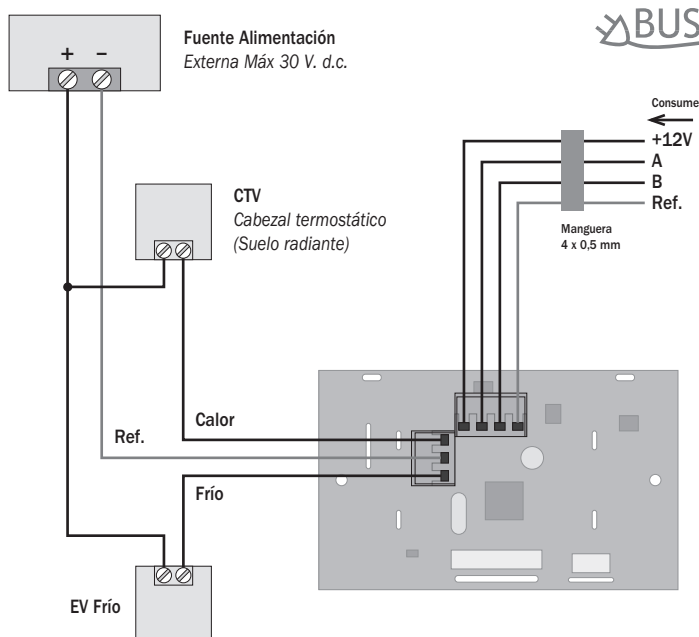 Fuente Alimentación
Externa Máx 30 V. d.c.
+ –
BUS
Consume
+12V
A
B
Ref.
Manguera
4 x 0,5 mm
CTV
Cabezal termostático
(Suelo radiante)
Calor
Ref.
Frío
EV Frío